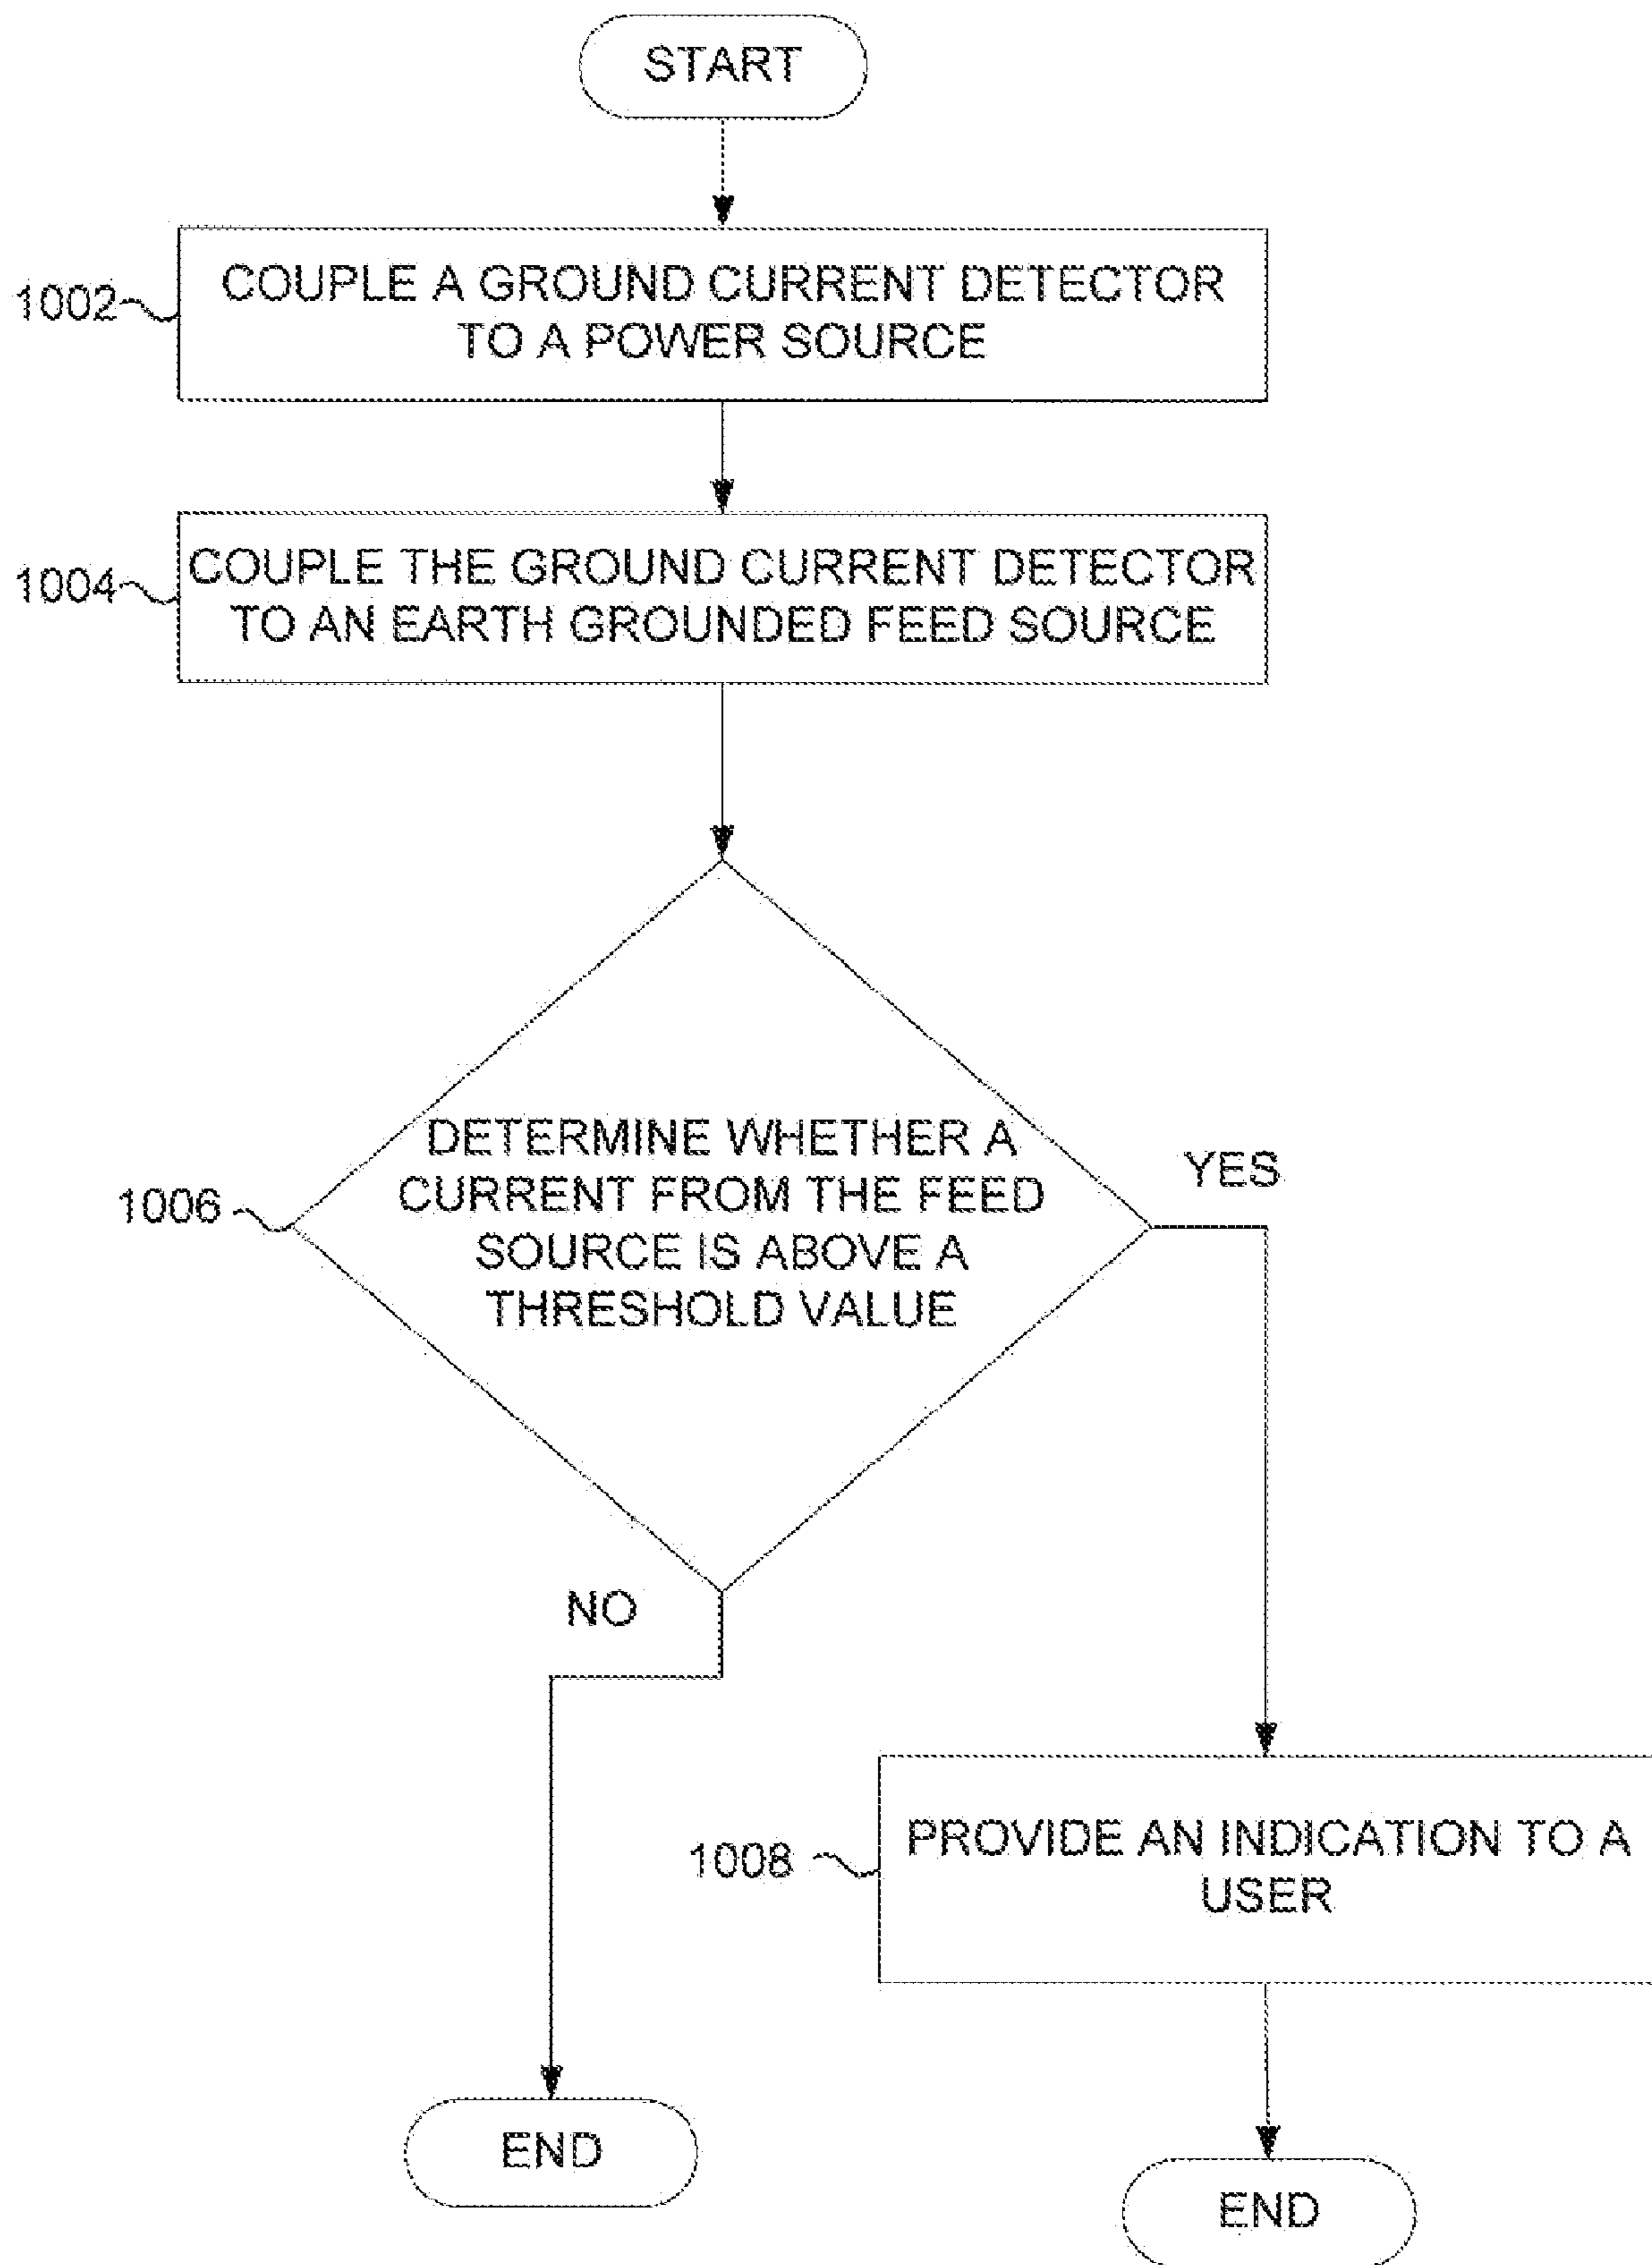 START
1002
COUPLE A GROUND CURRENT DETECTOR
TO A POWER SOURCE
1004
COUPLE THE GROUND CURRENT DETECTOR
TO AN EARTH GROUNDED FEED SOURCE
1006
DETERMINE WHETHER A
CURRENT FROM THE FEED
SOURCE IS ABOVE A
THRESHOLD VALUE
YES
NO
1008
PROVIDE AN INDICATION TO A
USER
END
END